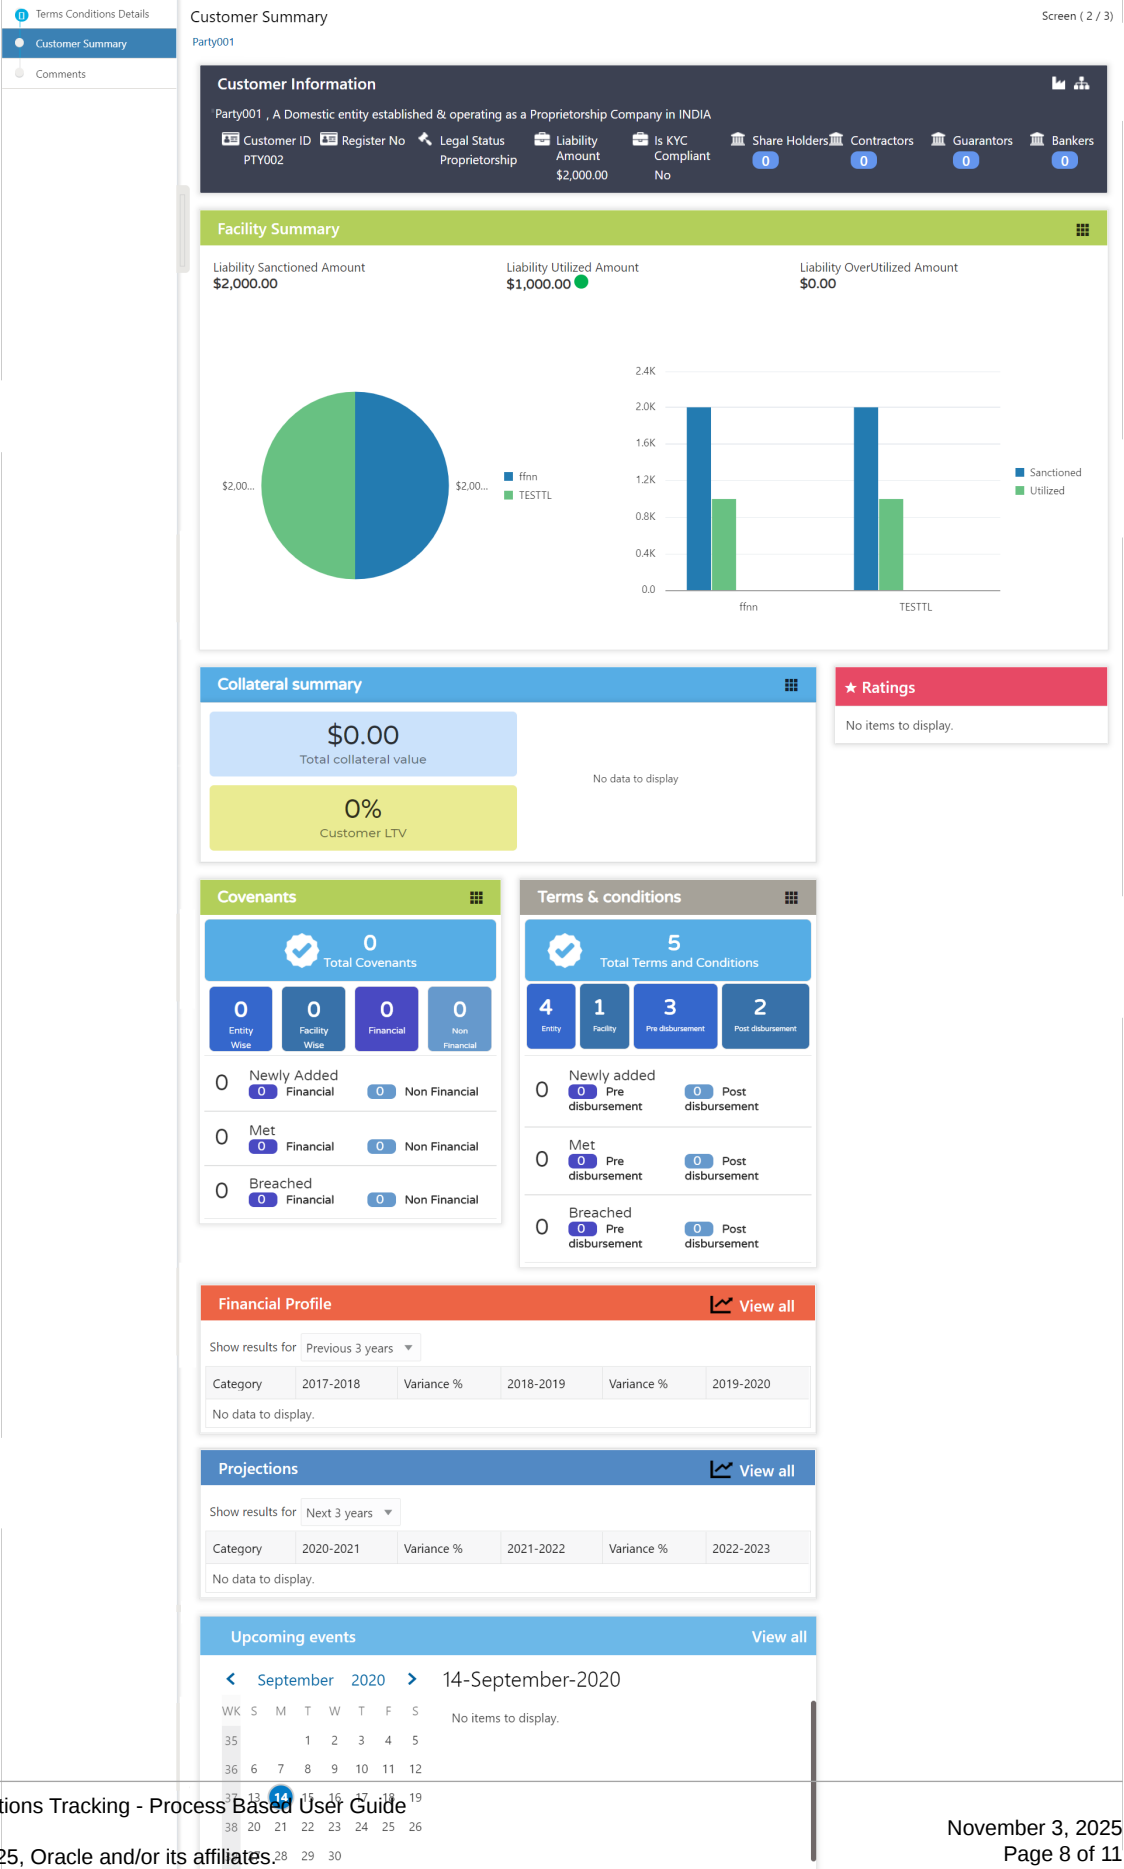 Terms Conditions Details
Customer Summary
Comments
Customer Summary
Screen ( 2 / 3)
Party001
Customer Information
Party001 , A Domestic entity established & operating as a Proprietorship Company in INDIA
Customer ID
PTY002
Register No
Legal Status
Proprietorship
Liability
Amount
$2,000.00
Is KYC
Compliant
No
Share Holders
0
Contractors
0
Guarantors
0
Bankers
0
Facility Summary
Liability Sanctioned Amount
$2,000.00
Liability Utilized Amount
$1,000.00
Liability OverUtilized Amount
$0.00
$2,00...
$2,00...
ffnn
TESTTL
2.4K
2.0K
1.6K
1.2K
0.8K
0.4K
0.0
ffnn
TESTTL
Sanctioned
Utilized
Collateral summary
$0.00
Total collateral value
0%
Customer LTV
No data to display
Ratings
No items to display.
Covenants
0
Total Covenants
0
Entity
Wise
0
Facility
Wise
0
Financial
0
Non
Financial
0
Newly Added
0 Financial
0 Non Financial
0
Met
0 Financial
0 Non Financial
0
Breached
0 Financial
0 Non Financial
Terms & conditions
5
Total Terms and Conditions
4
Entity
1
Facility
3
Pre disbursement
2
Post disbursement
0
Newly added
0 Pre
disbursement
0 Post
disbursement
0
Met
0 Pre
disbursement
0 Post
disbursement
0
Breached
0 Pre
disbursement
0 Post
disbursement
Financial Profile
View all
Show results for Previous 3 years
Category 2017-2018 Variance % 2018-2019 Variance % 2019-2020
No data to display.
Projections
View all
Show results for Next 3 years
Category 2020-2021 Variance % 2021-2022 Variance % 2022-2023
No data to display.
Upcoming events
View all
September 2020
14-September-2020
No items to display.
WK S M T W T F S
35 1 2 3 4 5
36 6 7 8 9 10 11 12
37 13 14 15 16 17 18 19
tions Tracking - Process Based User Guide
38 20 21 22 23 24 25 26
November 3, 2025
28 29 30
25, Oracle and/or its affiliates.
Page 8 of 11